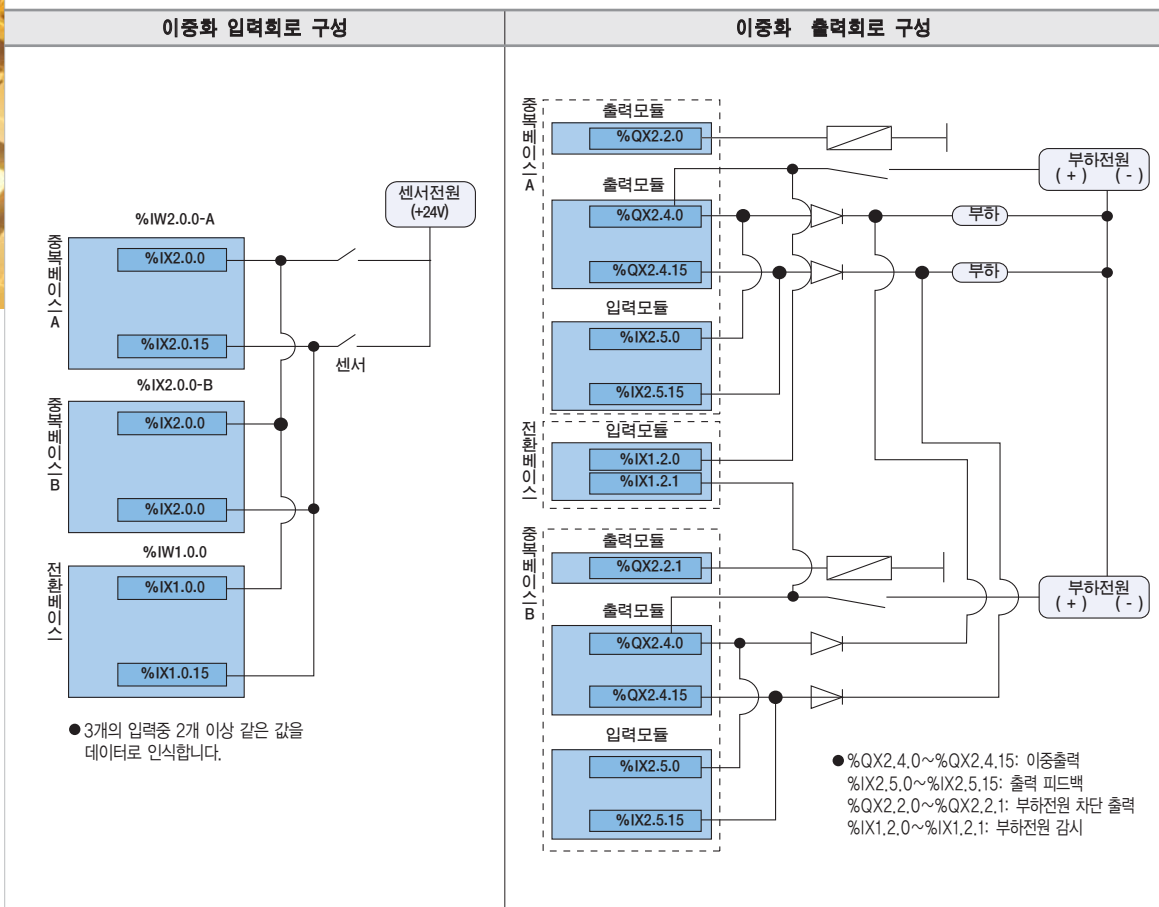 이중화 입력회로 구성
센서전원
(+24V)
%IW2.0.0-A
중복베이스A
%IX2.0.0
%IX2.0.15
센서
%IX2.0.0-B
중복베이스B
%IX2.0.0
%IX2.0.0
%IW1.0.0
전환베이스
%IX1.0.0
%IX1.0.15
● 3개의 입력중 2개 이상 같은 값을
데이터로 인식합니다.
이중화 출력회로 구성
중복베이스A
출력모듈
%QX2.2.0
부하전원
( + ) ( - )
출력모듈
%QX2.4.0
부하
%QX2.4.15
부하
입력모듈
%IX2.5.0
%IX2.5.15
전환베이스
입력모듈
%IX1.2.0
%IX1.2.1
중복베이스B
출력모듈
%QX2.2.1
부하전원
( + ) ( - )
출력모듈
%QX2.4.0
%QX2.4.15
입력모듈
%IX2.5.0
%IX2.5.15
● %QX2.4.0~%QX2.4.15: 이중출력
%IX2.5.0~%IX2.5.15: 출력 피드백
%QX2.2.0~%QX2.2.1: 부하전원 차단 출력
%IX1.2.0~%IX1.2.1: 부하전원 감시